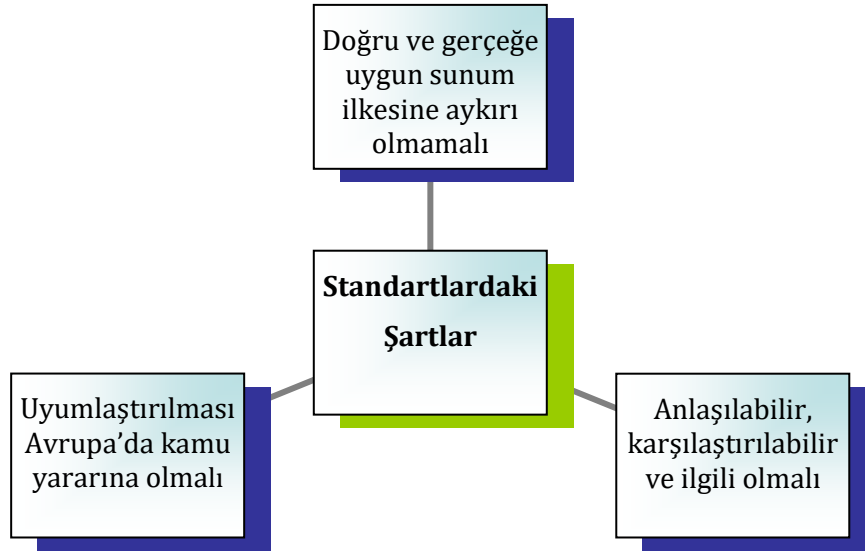 Doğru ve gerçeğe
uygun sunum
ilkesine aykırı
olmamalı
Standartlardaki
Şartlar
Uyumlaştırılması
Avrupa’da kamu
yararına olmalı
Anlaşılabilir,
karşılaştırılabilir
ve ilgili olmalı